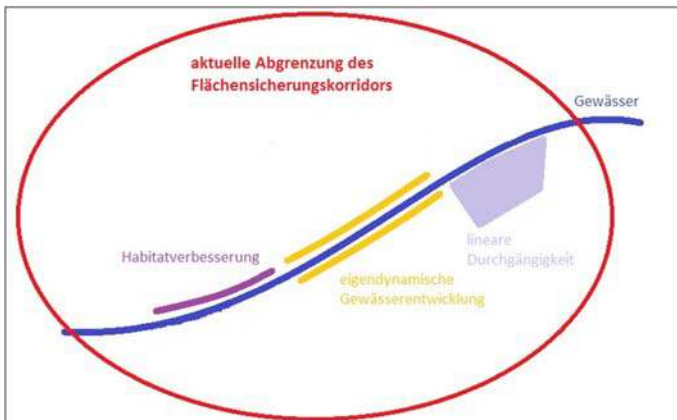 aktuelle Abgrenzung des
Flächensicherungskorridors
Gewässer
Habitatverbesserung
lineare
Durchgängigkeit
eigendynamische
Gewässerentwicklung